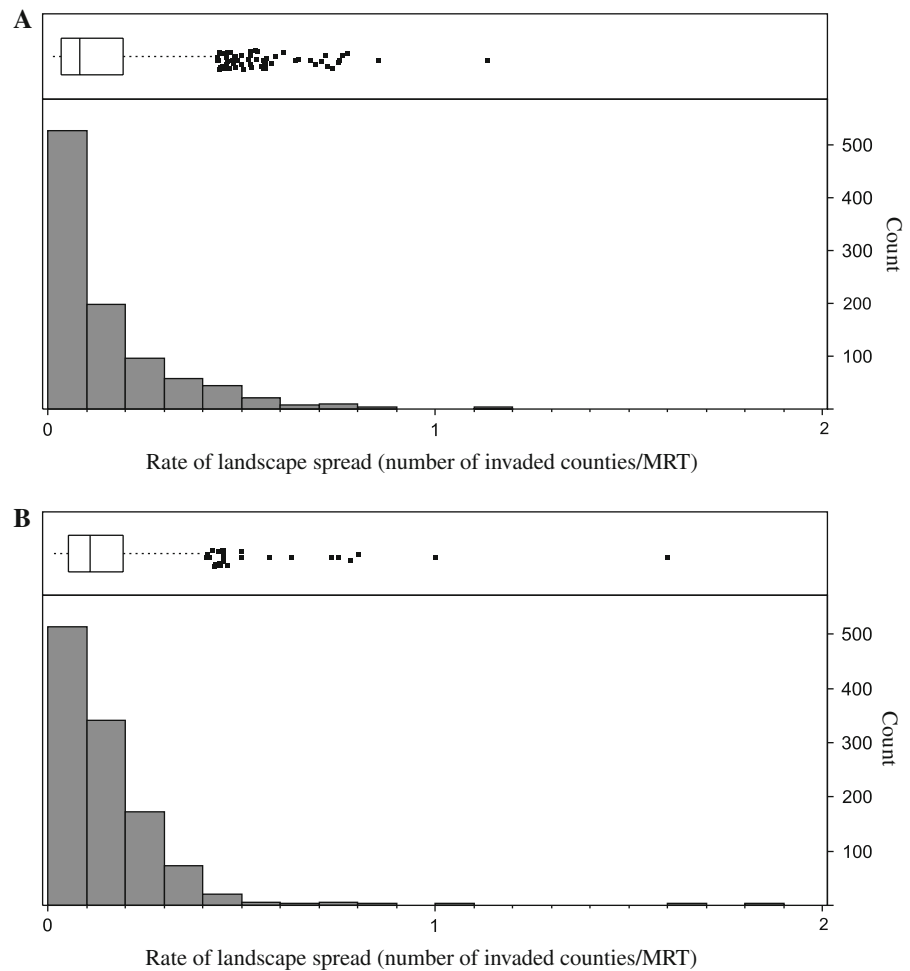 A
500
400
300
200
100
Count
0 1 2
Rate of landscape spread (number of invaded counties/MRT)
B
500
400
300
200
100
Count
0 1 2
Rate of landscape spread (number of invaded counties/MRT)